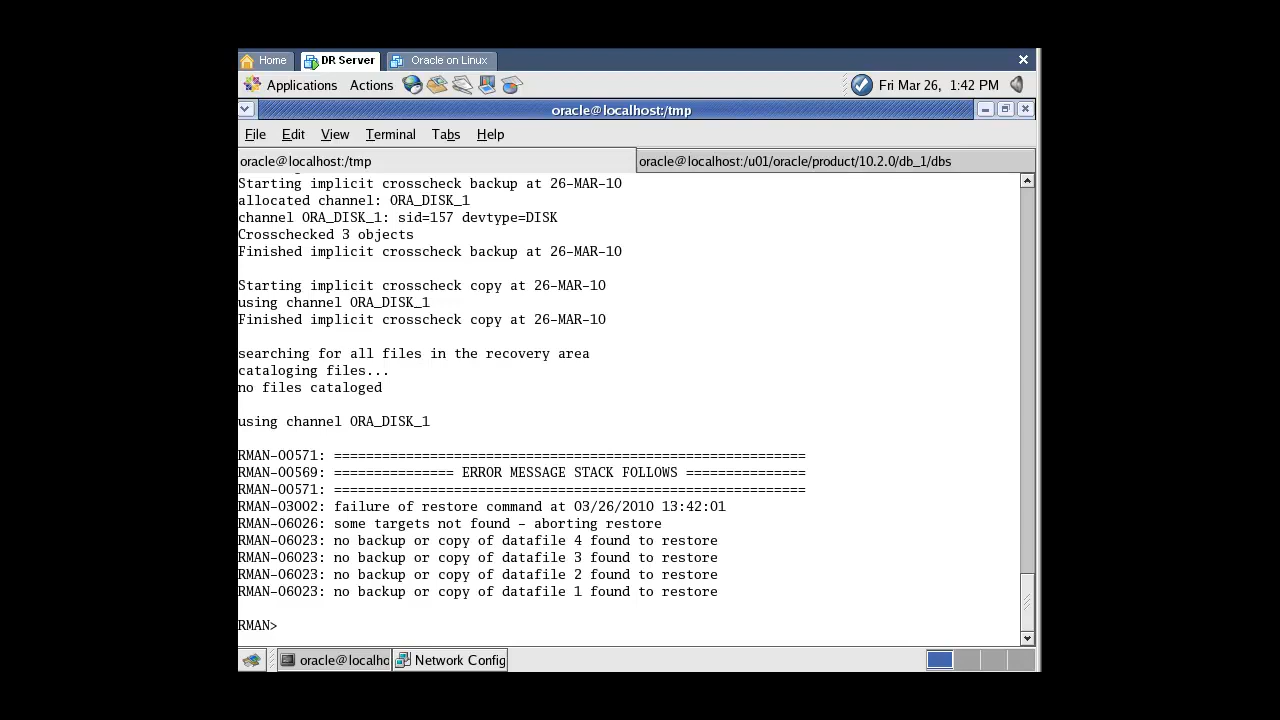 Home DR Server Oracle on Linux
Applications Actions Fri Mar 26, 1:42 PM
oracle@localhost:/tmp
File Edit View Terminal Tabs Help
oracle@localhost:/tmp oracle@localhost:/u01/oracle/product/10.2.0/db_1/dbs
Starting implicit crosscheck backup at 26-MAR-10
allocated channel: ORA_DISK_1
channel ORA_DISK_1: sid=157 devtype=DISK
Crosschecked 3 objects
Finished implicit crosscheck backup at 26-MAR-10
Starting implicit crosscheck copy at 26-MAR-10
using channel ORA_DISK_1
Finished implicit crosscheck copy at 26-MAR-10
searching for all files in the recovery area
cataloging files...
no files cataloged
using channel ORA_DISK_1
RMAN-00571: ===========================================================
RMAN-00569: =============== ERROR MESSAGE STACK FOLLOWS ===============
RMAN-00571: ===========================================================
RMAN-03002: failure of restore command at 03/26/2010 13:42:01
RMAN-06026: some targets not found - aborting restore
RMAN-06023: no backup or copy of datafile 4 found to restore
RMAN-06023: no backup or copy of datafile 3 found to restore
RMAN-06023: no backup or copy of datafile 2 found to restore
RMAN-06023: no backup or copy of datafile 1 found to restore
RMAN>
oracle@localho Network Config